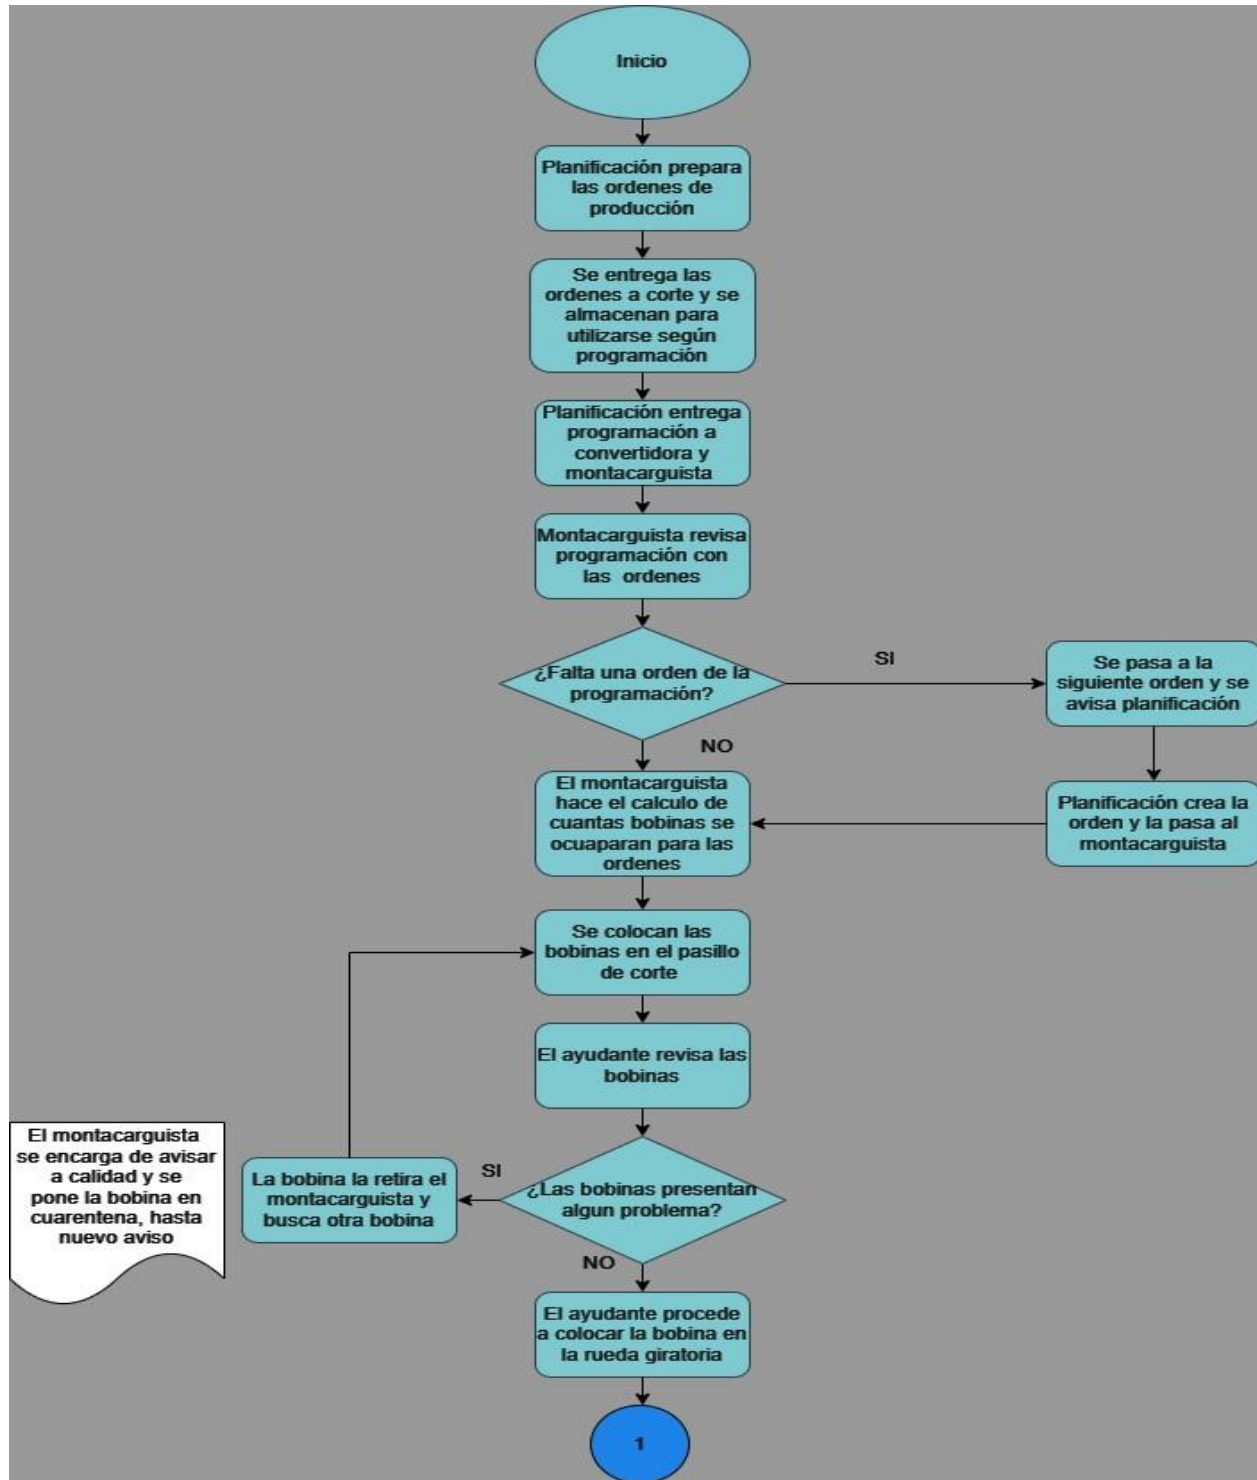 Inicio
Planificación prepara
las ordenes de
producción
Se entrega las
ordenes a corte y se
almacenan para
utilizarse según
programación
Planificación entrega
programación a
convertidora y
montacarguista
Montacarguista revisa
programación con
las ordenes
¿Falta una orden de la
programación?
SI
Se pasa a la
siguiente orden y se
avisa planificación
NO
El montacarguista
hace el calculo de
cuantas bobinas se
ocuaparan para las
ordenes
Planificación crea la
orden y la pasa al
montacarguista
Se colocan las
bobinas en el pasillo
de corte
El ayudante revisa las
bobinas
¿Las bobinas presentan
algun problema?
SI
La bobina la retira el
montacarguista y
busca otra bobina
El montacarguista
se encarga de avisar
a calidad y se
pone la bobina en
cuarentena, hasta
nuevo aviso
NO
El ayudante procede
a colocar la bobina en
la rueda giratoria
1